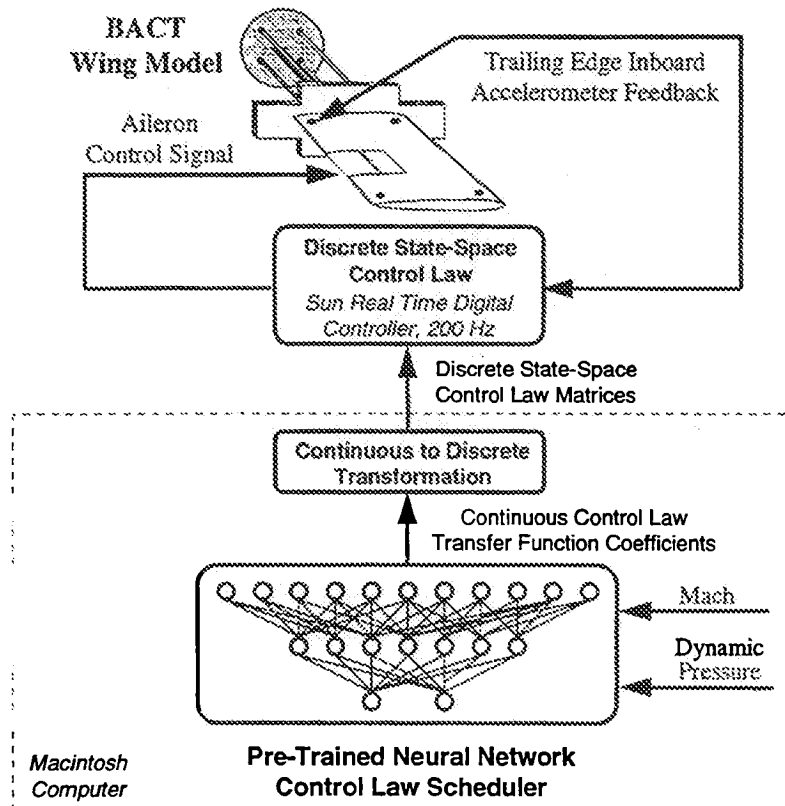 BACT
Wing Model
Trailing Edge Inboard
Accelerometer Feedback
Aileron
Control Signal
Discrete State-Space
Control Law
Sun Real Time Digital
Controller, 200 Hz
Discrete State-Space
Control Law Matrices
Continuous to Discrete
Transformation
Continuous Control Law
Transfer Function Coefficients
Mach
Dynamic
Pressure
Macintosh
Computer
Pre-Trained Neural Network
Control Law Scheduler